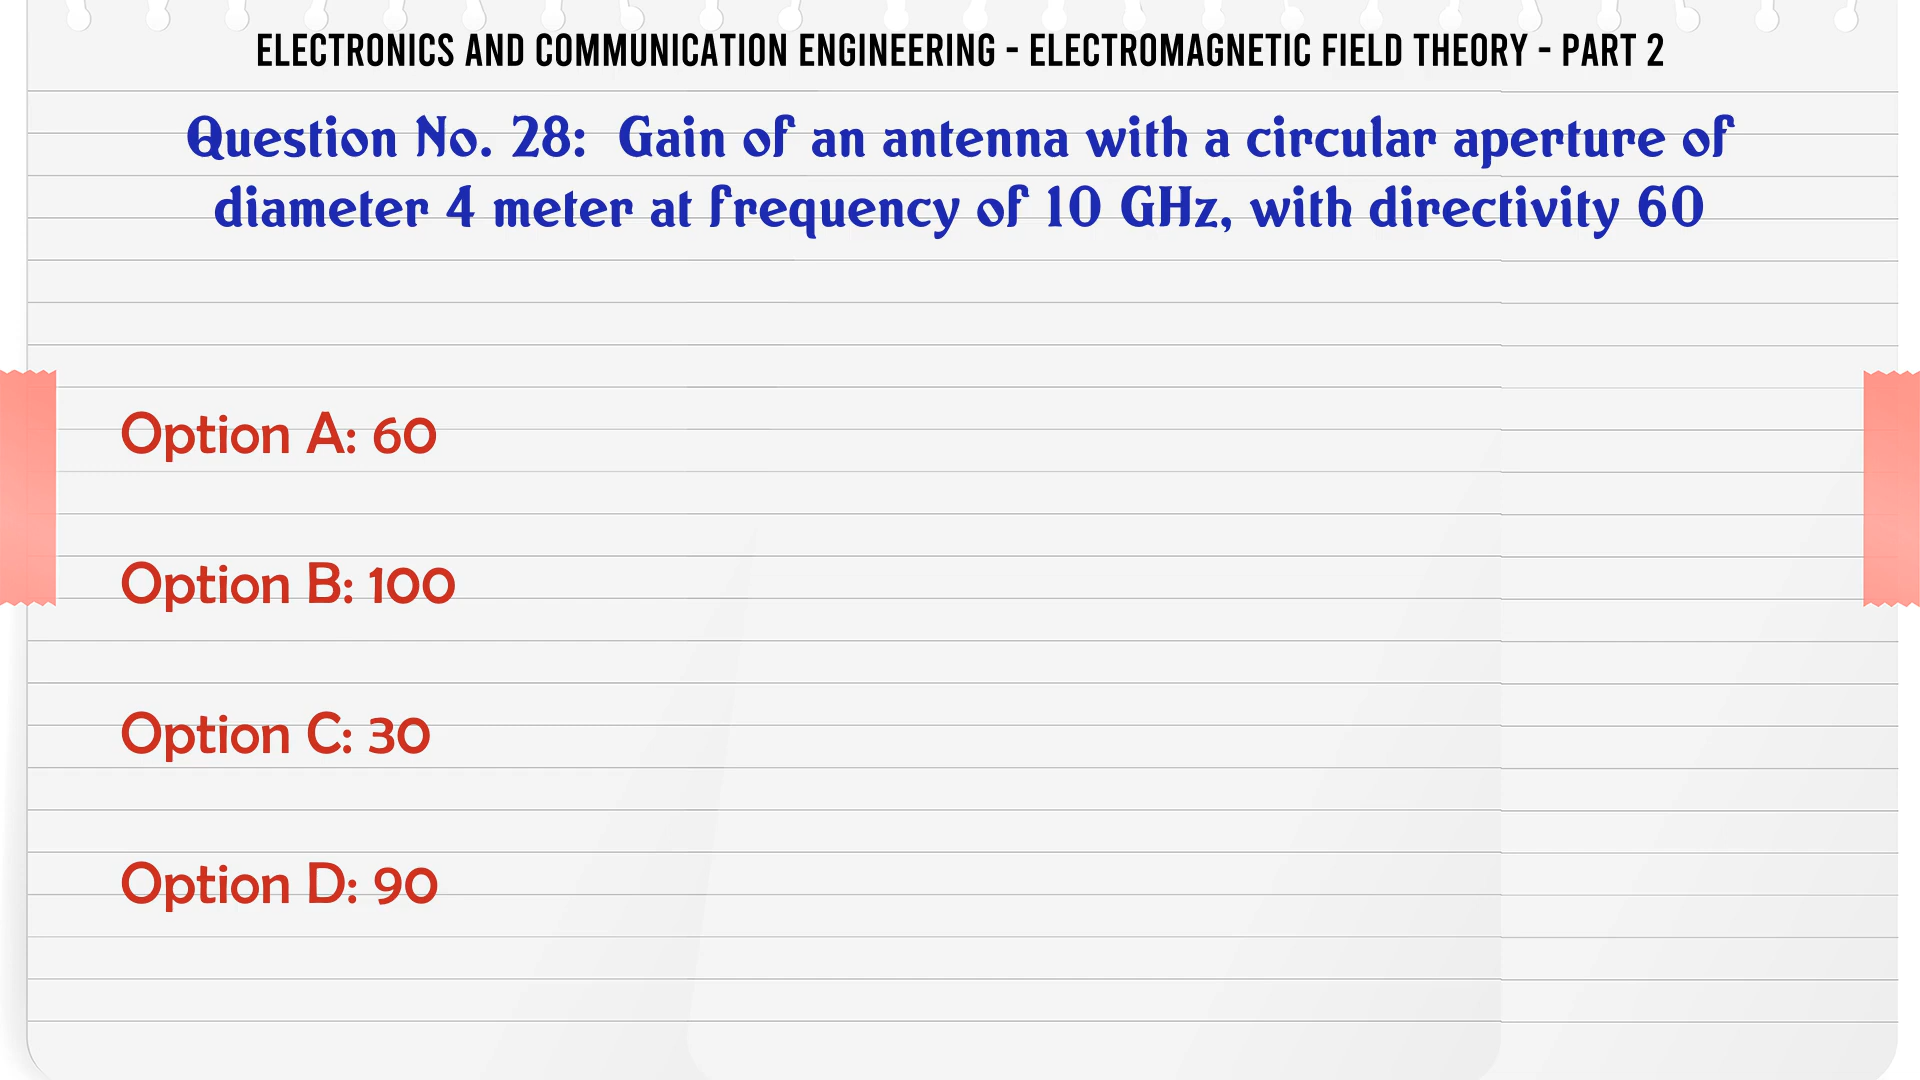 ELECTRONICS AND COMMUNICATION ENGINEERING - ELECTROMAGNETIC FIELD THEORY - PART 2
Question No. 28: Gain of an antenna with a circular aperture of
diameter 4 meter at frequency of 10 GHz, with directivity 60
Option A: 60
Option B: 100
Option C: 30
Option D: 90